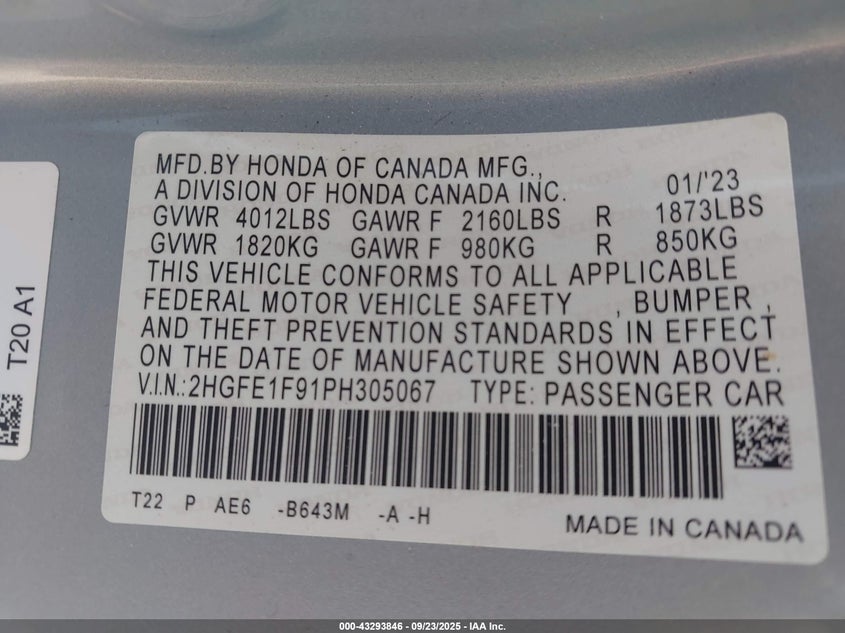 MFD.BY HONDA OF CANADA MFG.,
A DIVISION OF HONDA CANADA INC. 01/'23
GVWR 4012LBS GAWR F 2160LBS R 1873LBS
GVWR 1820KG GAWR F 980KG R 850KG
THIS VEHICLE CONFORMS TO ALL APPLICABLE
FEDERAL MOTOR VEHICLE SAFETY , BUMPER ,
AND THEFT PREVENTION STANDARDS IN EFFECT
ON THE DATE OF MANUFACTURE SHOWN ABOVE.
V.I.N.:2HGFE1F91PH305067 TYPE: PASSENGER CAR
T22 P AE6 -B643M -A -H
MADE IN CANADA
T20 A1
000-43293846 - 09/23/2025 - IAA Inc.